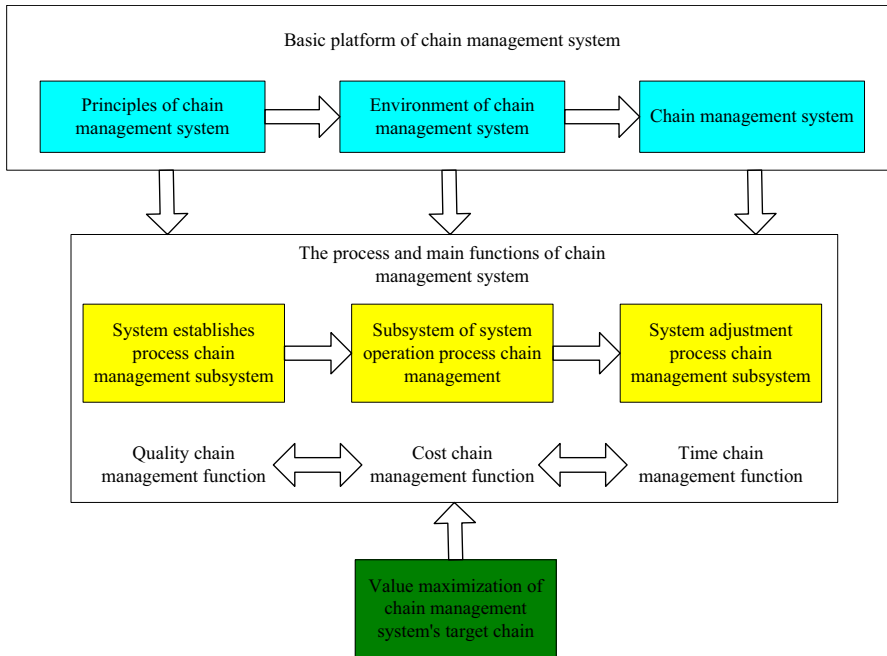 Basic platform of chain management system
Principles of chain
management system
Environment of chain
management system
Chain management system
The process and main functions of chain
management system
System establishes
process chain
management subsystem
Subsystem of system
operation process chain
management
System adjustment
process chain
management subsystem
Quality chain
management function
Cost chain
management function
Time chain
management function
Value maximization of
chain management
system's target chain